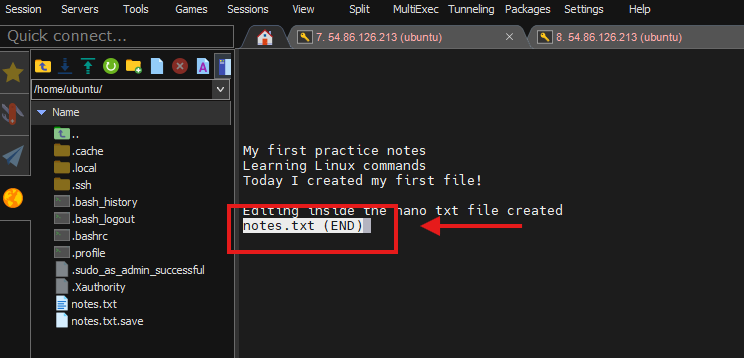 Session Servers Tools Games Sessions View Split MultiExec Tunneling Packages Settings Help
Quick connect...
7. 54.86.126.213 (ubuntu)
8. 54.86.126.213 (ubuntu)
/home/ubuntu/
Name
..
.cache
.local
.ssh
.bash_history
.bash_logout
.bashrc
.profile
.sudo_as_admin_successful
.Xauthority
notes.txt
notes.txt.save
My first practice notes
Learning Linux commands
Today I created my first file!
Editing inside the nano txt file created
notes.txt (END)